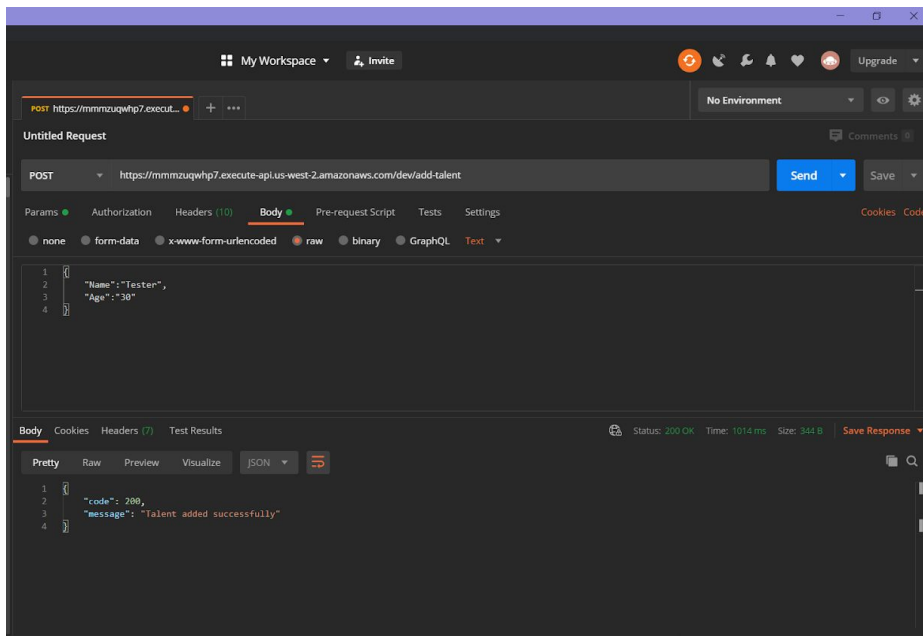 My Workspace Invite Upgrade
POST https://mmmzuqwhp7.execut... + ••• No Environment
Untitled Request Comments 0
POST https://mmmzuqwhp7.execute-api.us-west-2.amazonaws.com/dev/add-talent Send Save
Params Authorization Headers (10) Body Pre-request Script Tests Settings Cookies Code
none form-data x-www-form-urlencoded raw binary GraphQL Text
1 {
2 "Name":"Tester",
3 "Age":"30"
4 }
Body Cookies Headers (7) Test Results Status: 200 OK Time: 1014 ms Size: 344 B Save Response
Pretty Raw Preview Visualize JSON
1 {
2 "code": 200,
3 "message": "Talent added successfully"
4 }